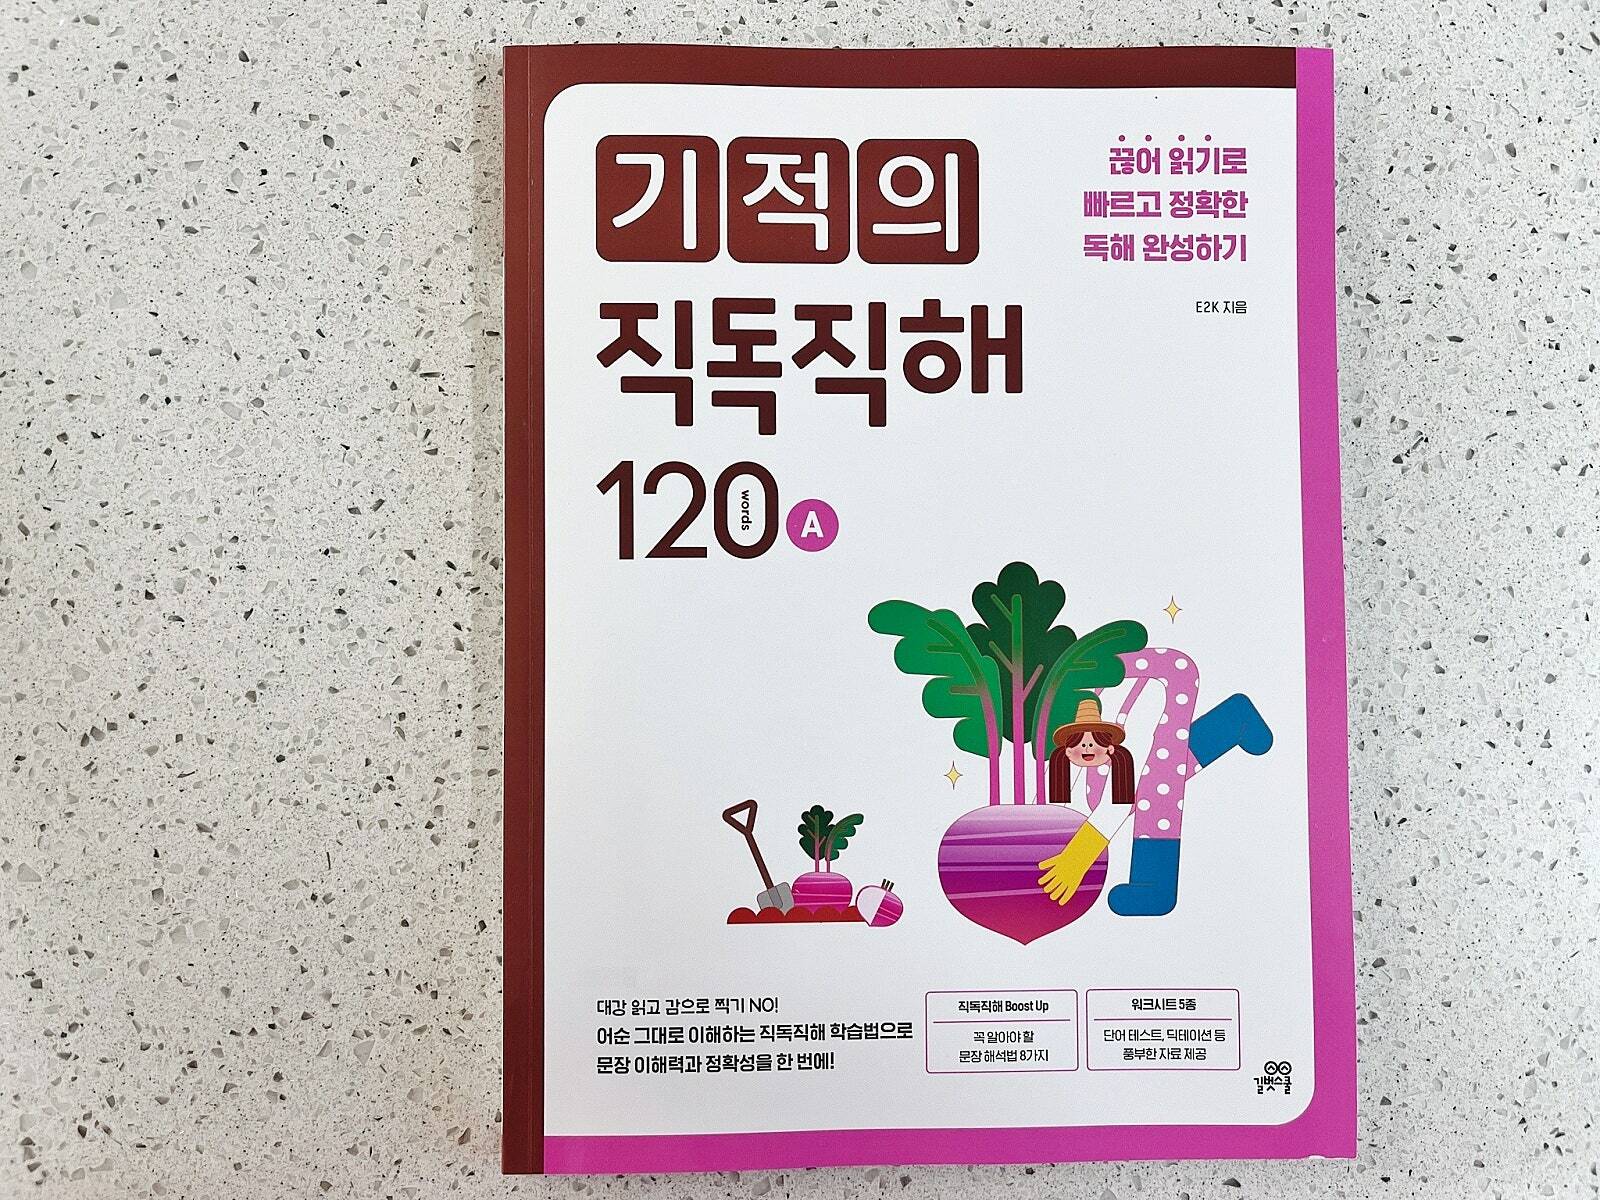 기적의
직독직해
120 words A
끊어 읽기로
빠르고 정확한
독해 완성하기
E2K 지음
대강 읽고 감으로 찍기 NO!
어순 그대로 이해하는 직독직해 학습법으로
문장 이해력과 정확성을 한 번에!
직독직해 Boost Up
꼭 알아야 할
문장 해석법 8가지
워크시트 5종
단어 테스트, 딕테이션 등
풍부한 자료 제공
길벗스쿨